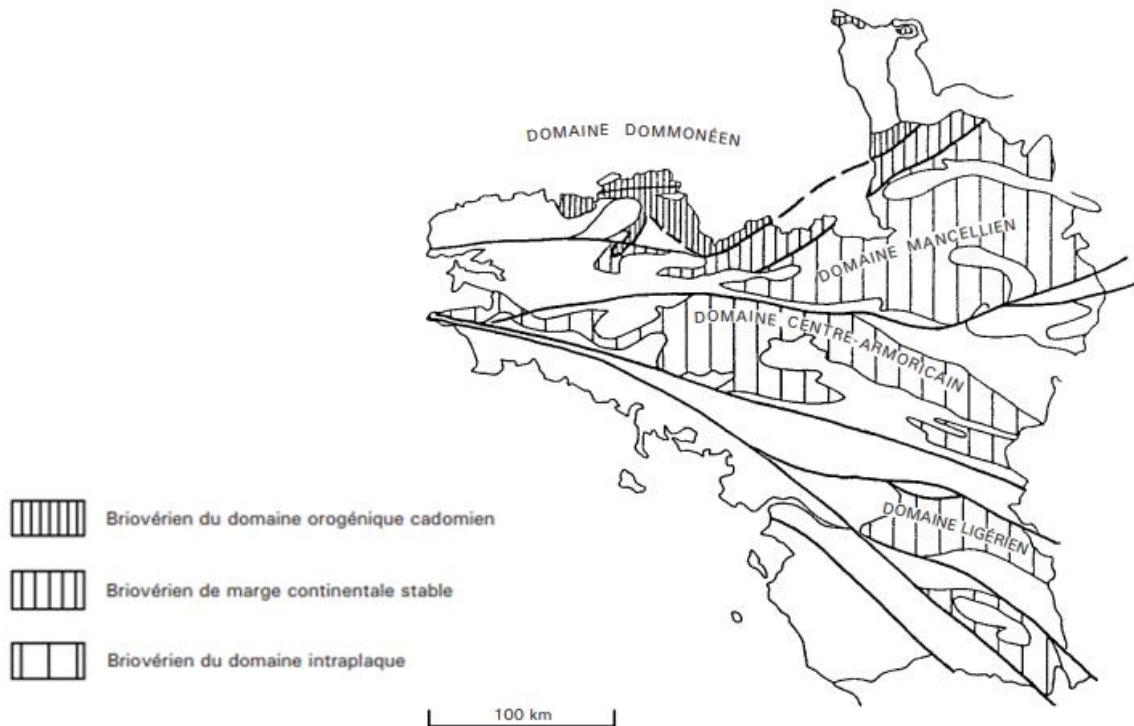 DOMAINE DOMMONÉEN
DOMAINE MANCELLIEN
DOMAINE CENTRE-ARMORICAIN
DOMAINE LIGÉRIEN
Briovérien du domaine orogénique cadomien
Briovérien de marge continentale stable
Briovérien du domaine intraplaque
100 km